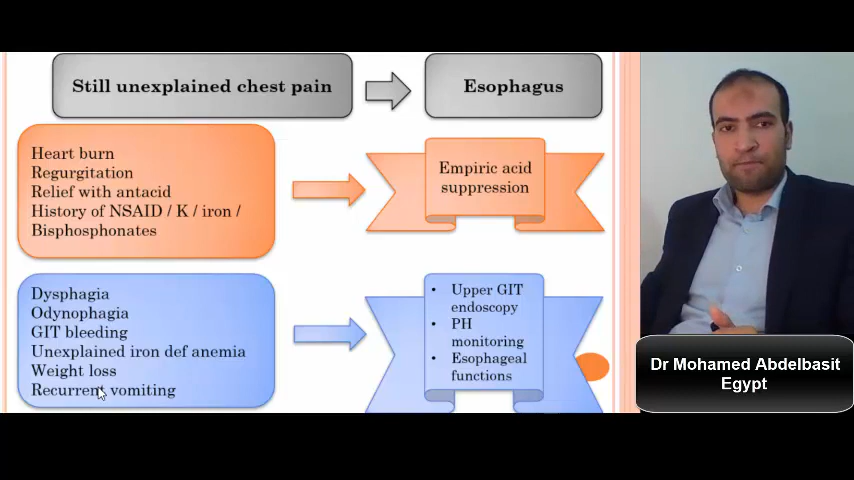 Still unexplained chest pain
Esophagus
Heart burn
Regurgitation
Relief with antacid
History of NSAID / K / iron /
Bisphosphonates
Empiric acid
suppression
Dysphagia
Odynophagia
GIT bleeding
Unexplained iron def anemia
Weight loss
Recurrent vomiting
• Upper GIT
endoscopy
• PH
monitoring
• Esophageal
functions
Dr Mohamed Abdelbasit
Egypt